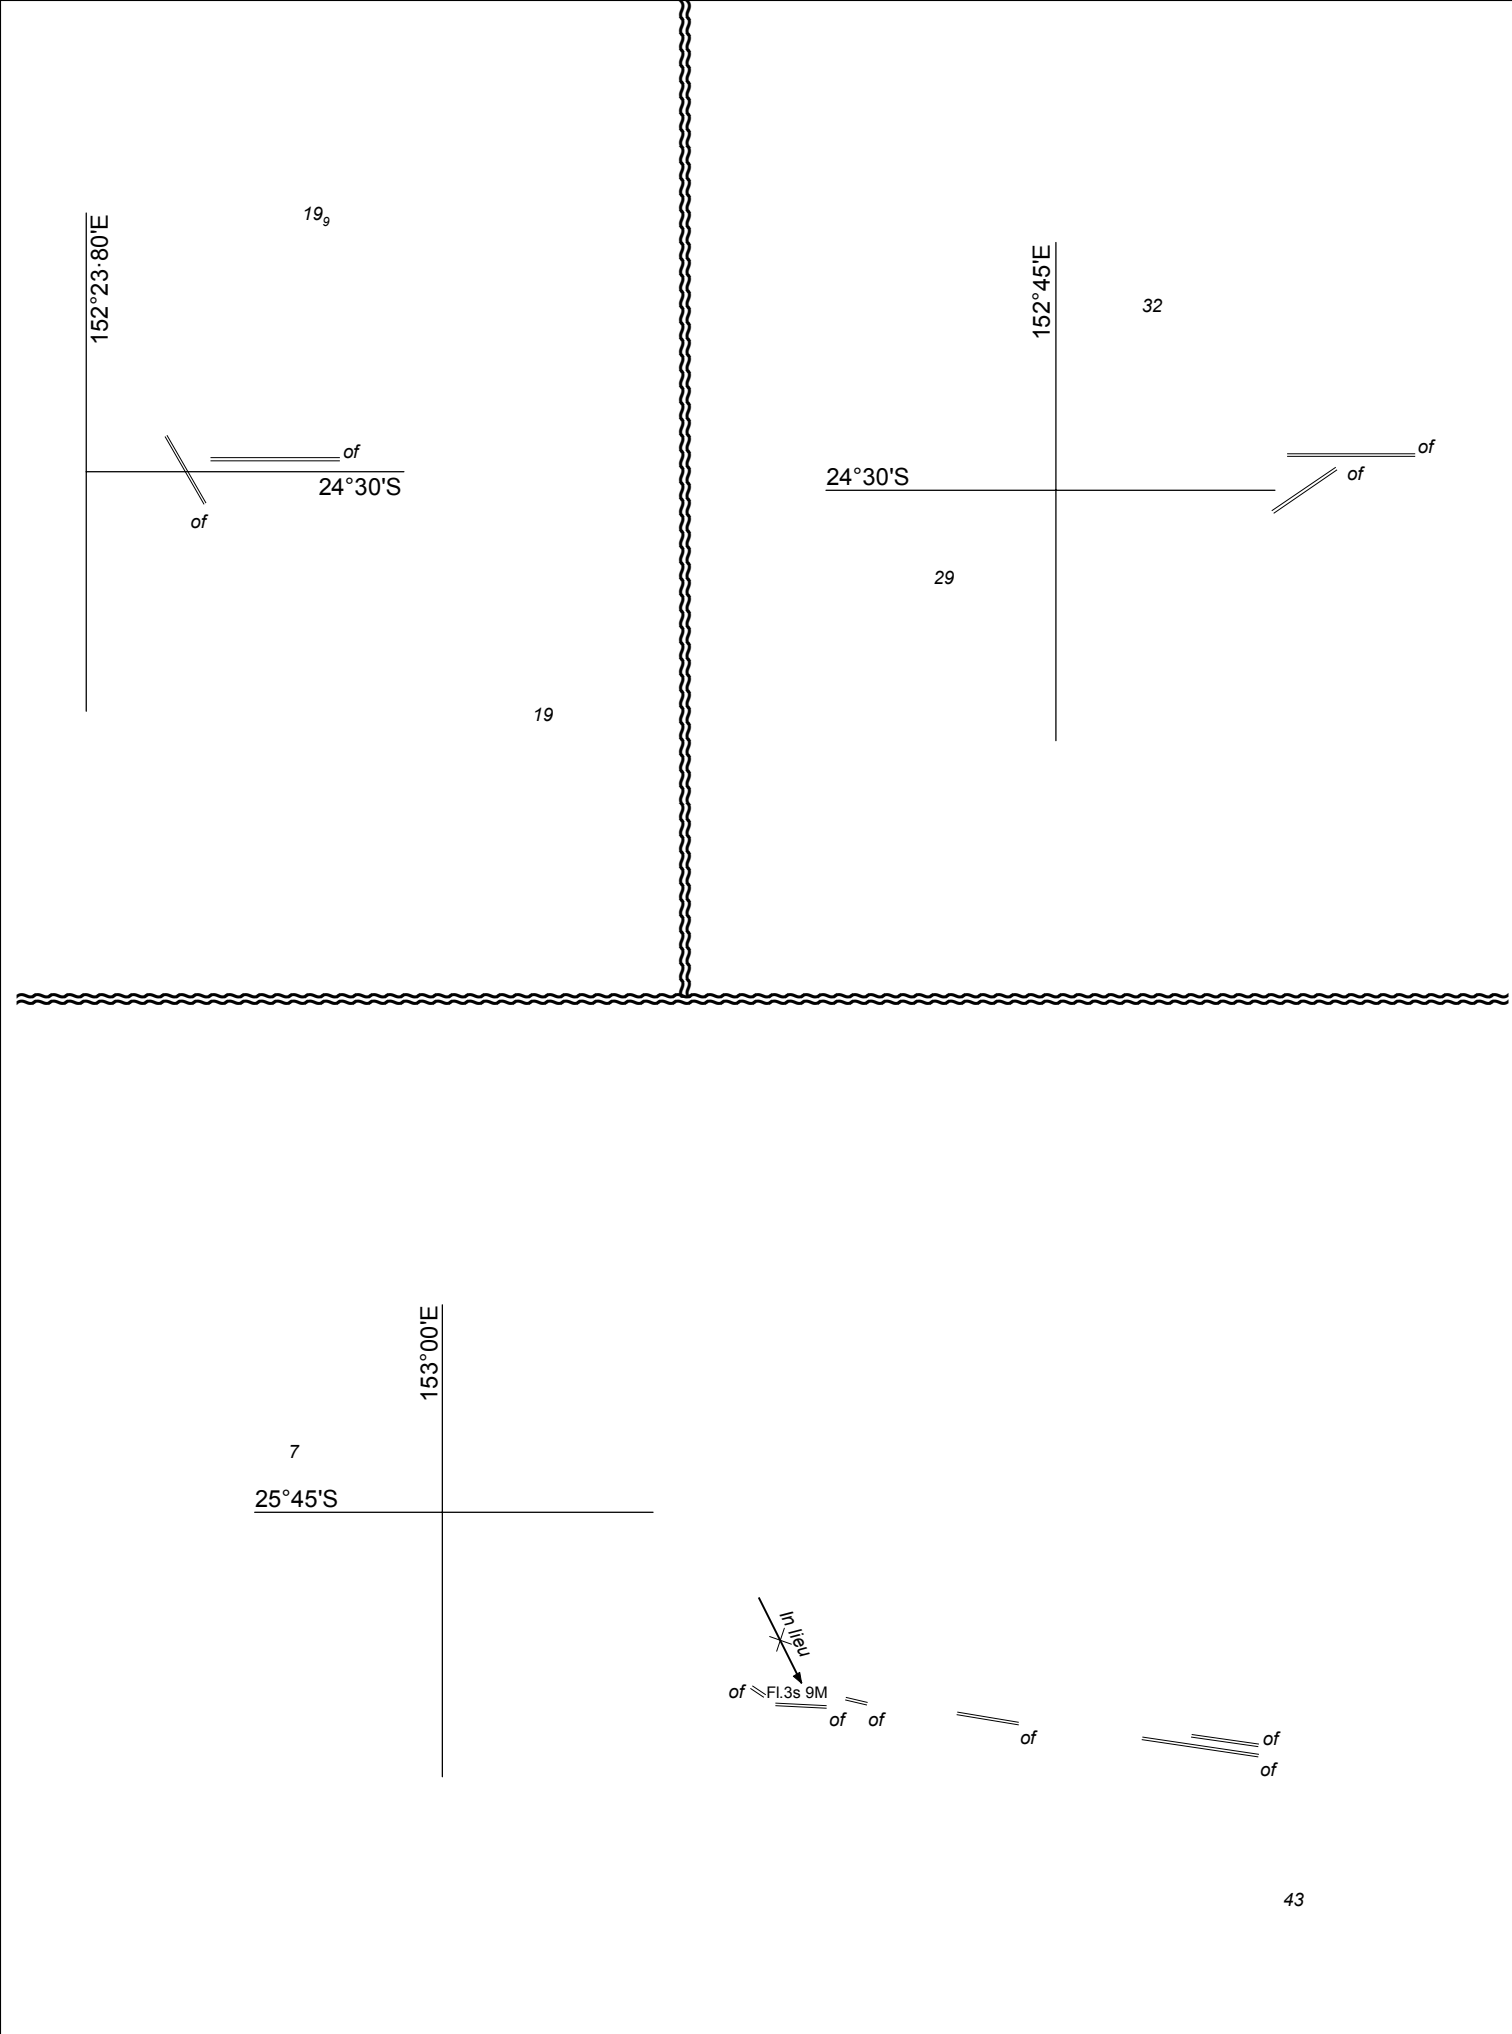 19₉
152°23·80'E
of
24°30'S
of
19
152°45'E
32
of
24°30'S
of
29
153°00'E
7
25°45'S
In lieu
of
Fl.3s 9M
of
of
of
of
of
43